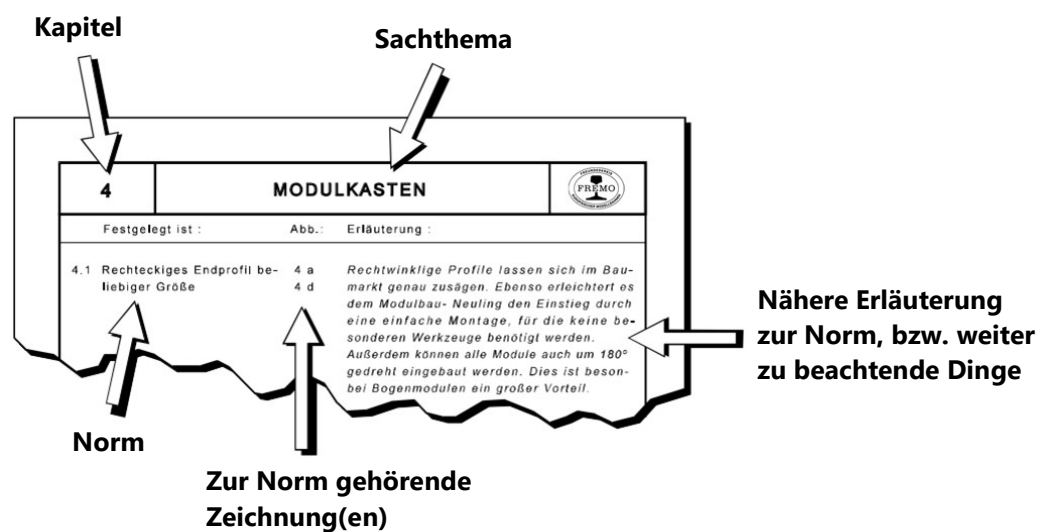 Kapitel
Sachthema
4
MODULKASTEN
FREMO
Festgelegt ist :
Abb.:
Erläuterung :
4.1 Rechteckiges Endprofil be-
liebiger Größe
4 a
4 d
Rechtwinklige Profile lassen sich im Bau-
markt genau zusägen. Ebenso erleichtert es
dem Modulbau- Neuling den Einstieg durch
eine einfache Montage, für die keine be-
sonderen Werkzeuge benötigt werden.
Außerdem können alle Module auch um 180°
gedreht eingebaut werden. Dies ist beson-
bei Bogenmodulen ein großer Vorteil.
Nähere Erläuterung
zur Norm, bzw. weiter
zu beachtende Dinge
Norm
Zur Norm gehörende
Zeichnung(en)